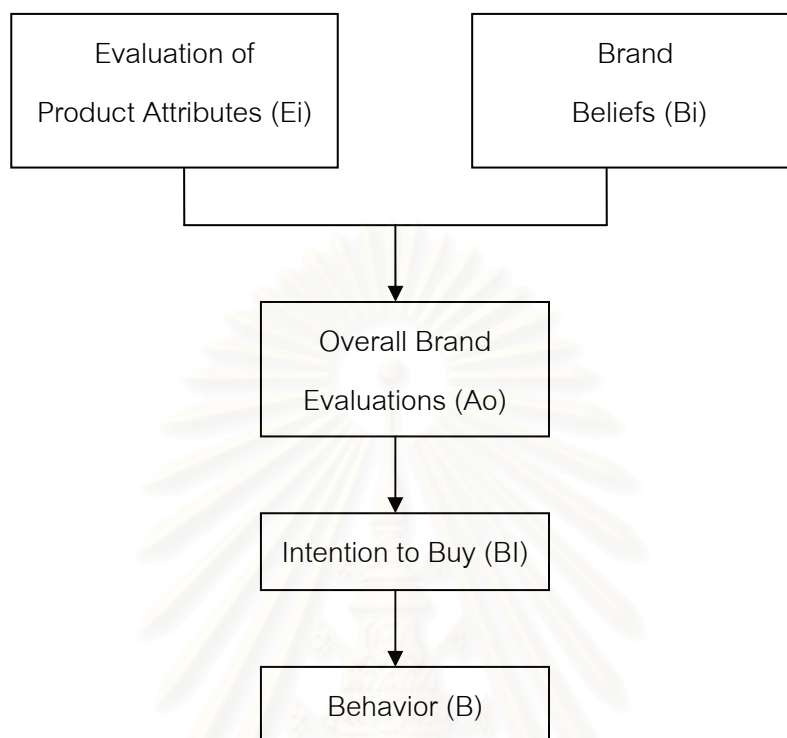 Evaluation of
Product Attributes (Ei)
Brand
Beliefs (Bi)
Overall Brand
Evaluations (Ao)
Intention to Buy (BI)
Behavior (B)